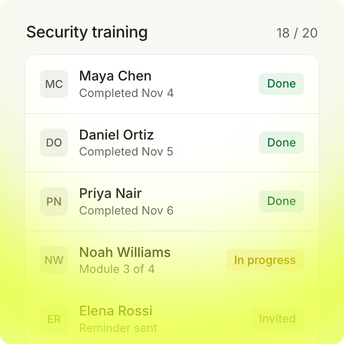 Security training 18 / 20
MC Maya Chen Done
Completed Nov 4
DO Daniel Ortiz Done
Completed Nov 5
PN Priya Nair Done
Completed Nov 6
NW Noah Williams In progress
Module 3 of 4
ER Elena Rossi Invited
Reminder sent